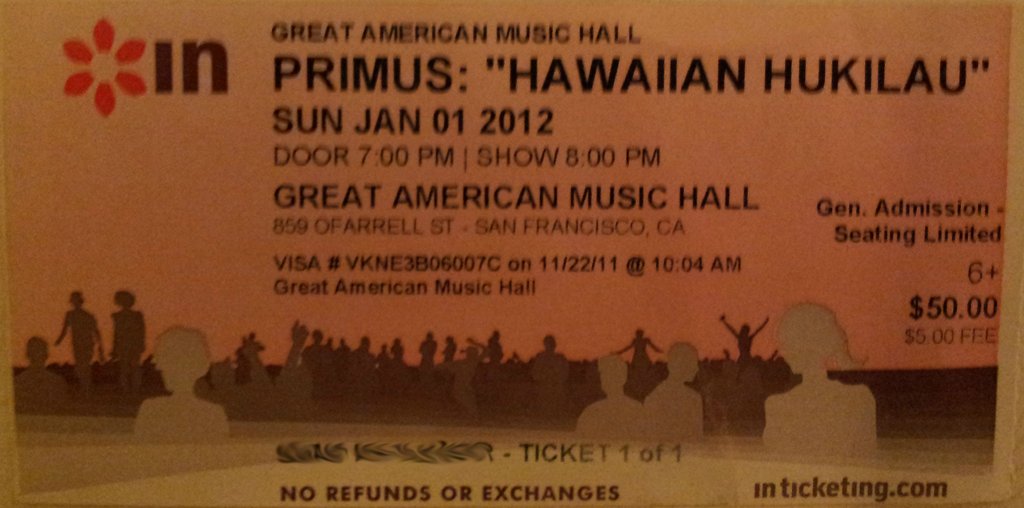 in
GREAT AMERICAN MUSIC HALL
PRIMUS: "HAWAIIAN HUKILAU"
SUN JAN 01 2012
DOOR 7:00 PM | SHOW 8:00 PM
GREAT AMERICAN MUSIC HALL
859 OFARRELL ST - SAN FRANCISCO, CA
VISA # VKNE3B06007C on 11/22/11 @ 10:04 AM
Great American Music Hall
Gen. Admission -
Seating Limited
6+
$50.00
$5.00 FEE
- TICKET 1 of 1
NO REFUNDS OR EXCHANGES
inticketing.com